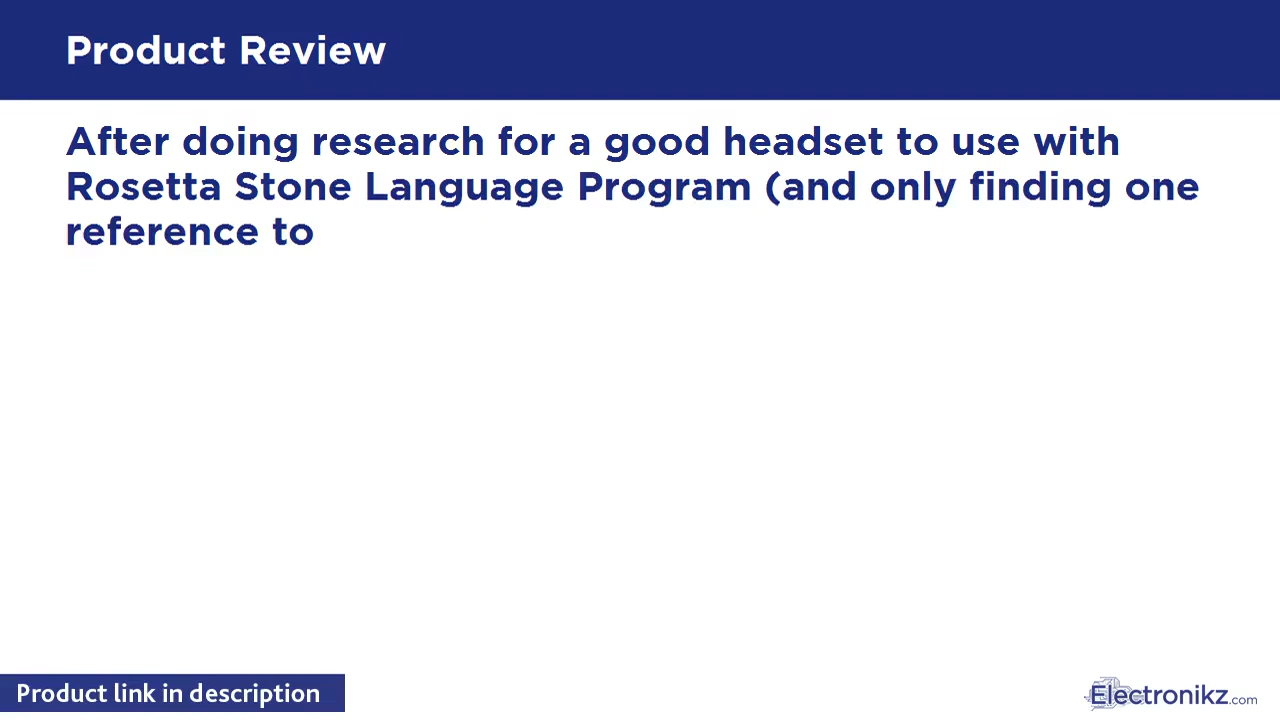 Product Review
After doing research for a good headset to use with
Rosetta Stone Language Program (and only finding one
reference to
Product link in description
Electronikz.com